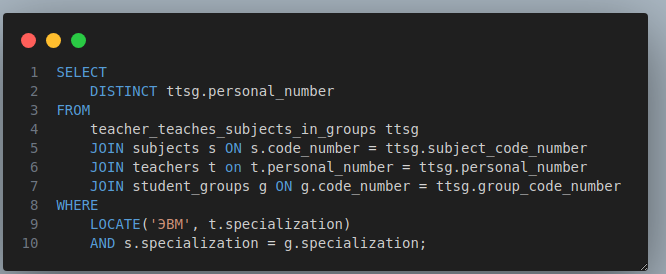 1 SELECT
2 DISTINCT ttsg.personal_number
3 FROM
4 teacher_teaches_subjects_in_groups ttsg
5 JOIN subjects s ON s.code_number = ttsg.subject_code_number
6 JOIN teachers t on t.personal_number = ttsg.personal_number
7 JOIN student_groups g ON g.code_number = ttsg.group_code_number
8 WHERE
9 LOCATE('ЭВМ', t.specialization)
10 AND s.specialization = g.specialization;